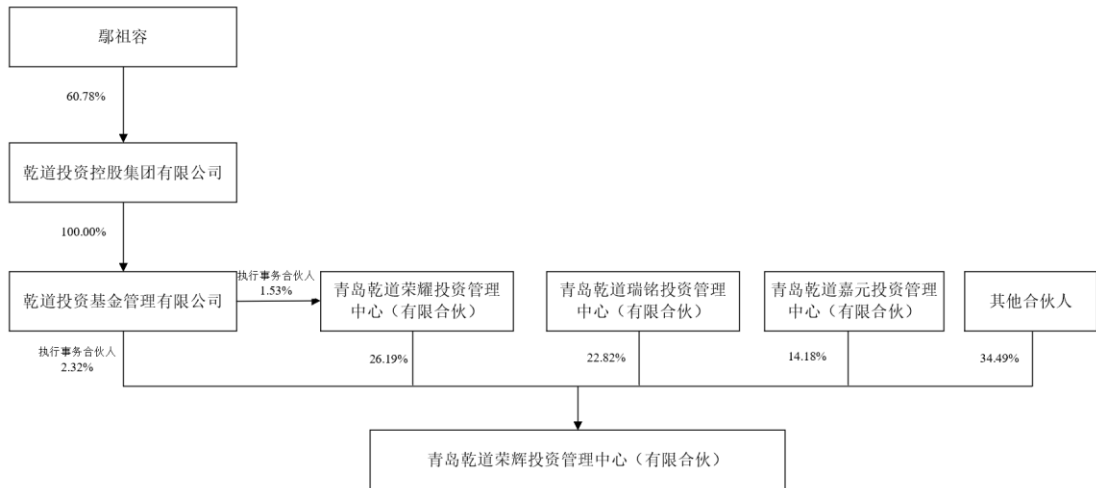 鄢祖容
60.78%
乾道投资控股集团有限公司
100.00%
乾道投资基金管理有限公司
执行事务合伙人
1.53%
青岛乾道荣耀投资管理
中心（有限合伙）
青岛乾道瑞铭投资管理
中心（有限合伙）
青岛乾道嘉元投资管理
中心（有限合伙）
其他合伙人
执行事务合伙人
2.32%
26.19%
22.82%
14.18%
34.49%
青岛乾道荣辉投资管理中心（有限合伙）